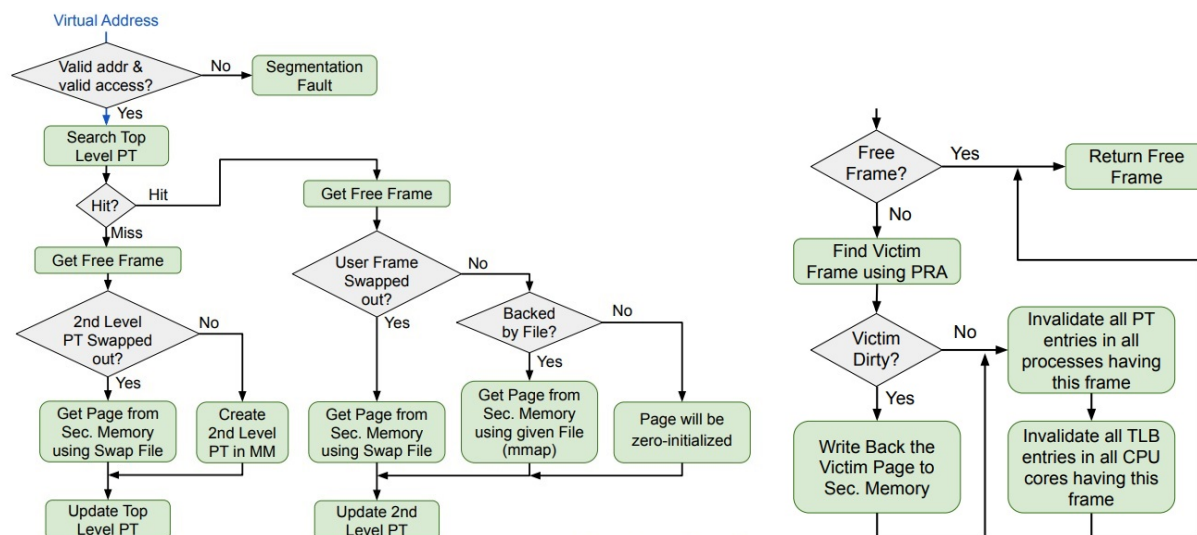 Virtual Address
Valid addr &
valid access?
No
Segmentation
Fault
Yes
Search Top
Level PT
Hit?
Hit
Miss
Get Free Frame
2nd Level
PT Swapped
out?
No
Yes
Get Page from
Sec. Memory
using Swap File
Create
2nd Level
PT in MM
Update Top
Level PT
Get Free Frame
User Frame
Swapped
out?
No
Yes
Backed
by File?
No
Yes
Get Page from
Sec. Memory
using Swap File
Get Page from
Sec. Memory
using given File
(mmap)
Page will be
zero-initialized
Update 2nd
Level PT
Free
Frame?
Yes
Return Free
Frame
No
Find Victim
Frame using PRA
Victim
Dirty?
No
Yes
Invalidate all PT
entries in all
processes having
this frame
Write Back the
Victim Page to
Sec. Memory
Invalidate all TLB
entries in all CPU
cores having this
frame